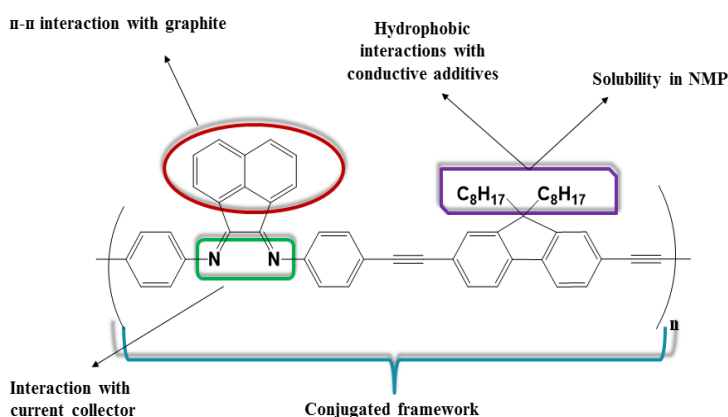 π-π interaction with graphite
Hydrophobic
interactions with
conductive additives
Solubility in NMP
C8H17 C8H17
N N
n
Interaction with
current collector
Conjugated framework